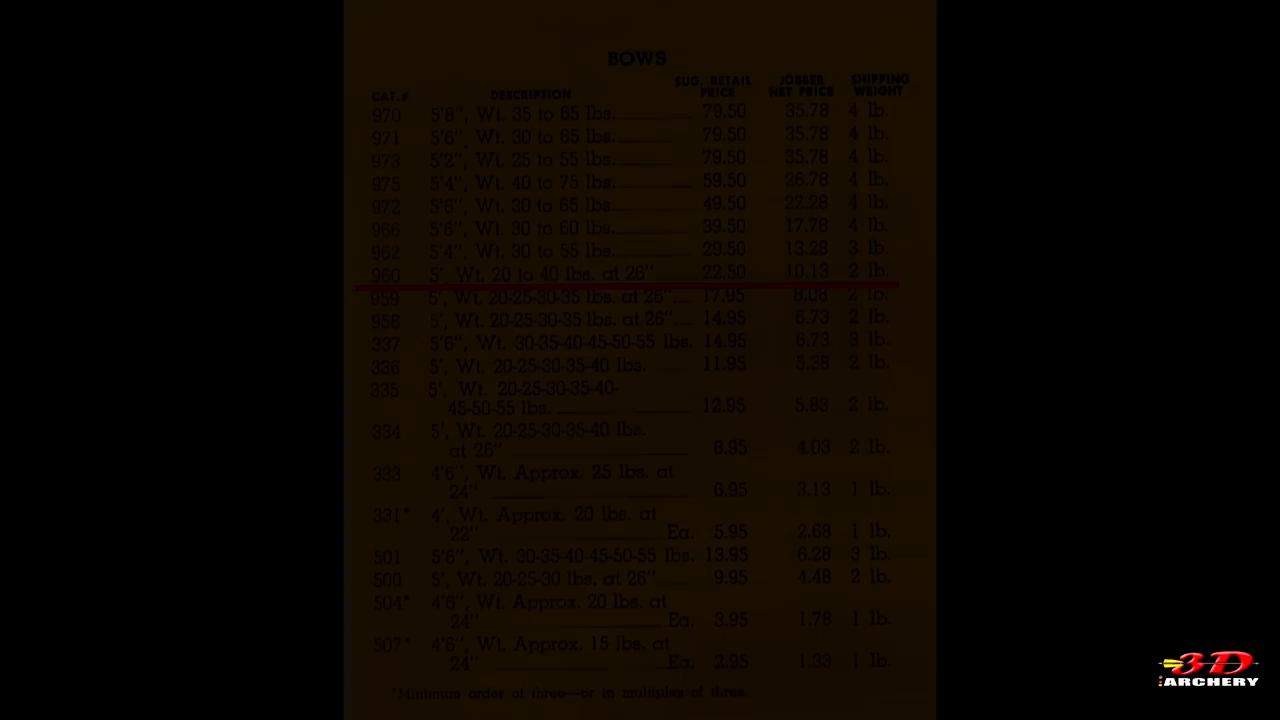 BOWS
CAT.# DESCRIPTION SUG. RETAIL PRICE JOBBER NET PRICE SHIPPING WEIGHT
970 5'8", Wt. 35 to 65 lbs. 79.50 35.78 4 lb.
971 5'6", Wt. 30 to 65 lbs. 79.50 35.78 4 lb.
973 5'2", Wt. 25 to 55 lbs. 79.50 35.78 4 lb.
975 5'4", Wt. 40 to 75 lbs. 59.50 26.78 4 lb.
972 5'6", Wt. 30 to 65 lbs. 49.50 22.28 4 lb.
966 5'6", Wt. 30 to 60 lbs. 39.50 17.78 4 lb.
962 5'4", Wt. 30 to 55 lbs. 29.50 13.28 3 lb.
960 5' Wt. 20 to 40 lbs. at 26" 22.50 10.13 2 lb.
959 5', Wt. 20-25-30-35 lbs. at 26" 17.95 8.08 2 lb.
958 5', Wt. 20-25-30-35 lbs. at 26" 14.95 6.73 2 lb.
337 5'6", Wt. 30-35-40-45-50-55 lbs. 14.95 6.73 3 lb.
336 5', Wt. 20-25-30-35-40 lbs. 11.95 5.38 2 lb.
335 5', Wt. 20-25-30-35-40-
45-50-55 lbs. 12.95 5.83 2 lb.
334 5', Wt. 20-25-30-35-40 lbs.
at 26" 8.95 4.03 2 lb.
333 4'6", Wt. Approx. 25 lbs. at
24" 6.95 3.13 1 lb.
331* 4', Wt. Approx. 20 lbs. at
22" Ea. 5.95 2.68 1 lb.
501 5'6", Wt. 30-35-40-45-50-55 lbs. 13.95 6.28 3 lb.
500 5', Wt. 20-25-30 lbs. at 26" 9.95 4.48 2 lb.
504* 4'6", Wt. Approx. 20 lbs. at
24" Ea. 3.95 1.78 1 lb.
507* 4'6", Wt. Approx. 15 lbs. at
24" Ea. 2.95 1.33 1 lb.
*Minimum order of three—or in multiples of three.
3D
ARCHERY